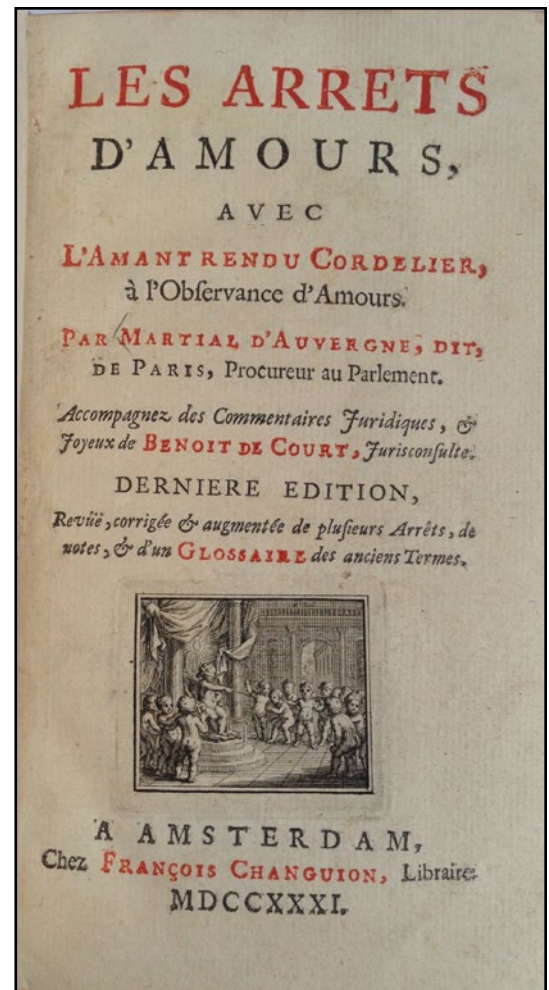 LES ARRETS
D'AMOURS,
AVEC
L'AMANT RENDU CORDELIER,
à l'Obſervance d'Amours.
PAR MARTIAL D'AUVERGNE, DIT,
DE PARIS, Procureur au Parlement.
Accompagnez des Commentaires Juridiques, &
Joyeux de BENOIT DE COURT, Jurisconſulte.
DERNIERE EDITION,
Revüë, corrigée & augmentée de pluſieurs Arrêts, de
notes, & d'un GLOSSAIRE des anciens Termes.
A AMSTERDAM,
Chez FRANÇOIS CHANGUION, Libraire.
MDCCXXXI.